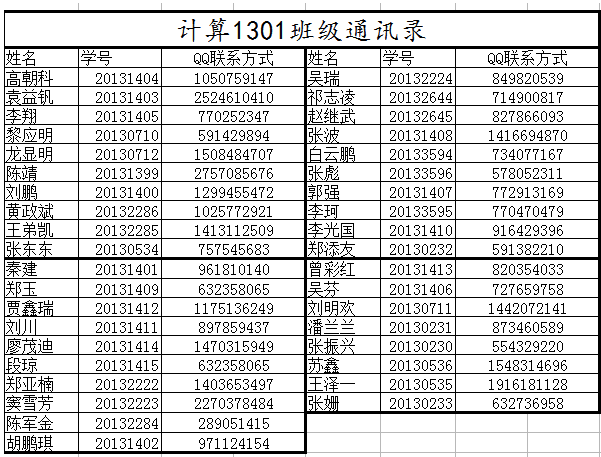 计算1301班级通讯录
姓名 学号 QQ联系方式 姓名 学号 QQ联系方式
高朝科 20131404 1050759147 吴瑞 20132224 849820539
袁益钒 20131403 2524610410 祁志凌 20132644 714900817
李翔 20131405 770252347 赵继武 20132645 827866093
黎应明 20130710 591429894 张波 20131408 1416694870
龙显明 20130712 1508484707 白云鹏 20133594 734077167
陈靖 20131399 2757085676 张彪 20133596 578052311
刘鹏 20131400 1299455472 郭强 20131407 772913169
黄政斌 20132286 1025772921 李珂 20133595 770470479
王弟凯 20132285 1413112509 李光国 20131410 916429396
张东东 20130534 757545683 郑添友 20130232 591382210
秦建 20131401 961810140 曾彩红 20131413 820354033
郑玉 20131409 632358065 吴芬 20131406 727659758
贾鑫瑞 20131412 1175136249 刘明欢 20130711 1442072141
刘川 20131411 897859437 潘兰兰 20130231 873460589
廖茂迪 20131414 1470315949 张振兴 20130230 554329220
段琼 20131415 632358065 苏鑫 20130536 1548314696
郑亚楠 20132222 1403653497 王泽一 20130535 1916181128
窦雪芳 20132223 2270378484 张姗 20130233 632736958
陈军金 20132284 289051415
胡鹏琪 20131402 971124154